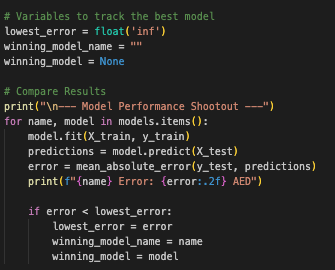 # Variables to track the best model
lowest_error = float('inf')
winning_model_name = ""
winning_model = None

# Compare Results
print("\n--- Model Performance Shootout ---")
for name, model in models.items():
    model.fit(X_train, y_train)
    predictions = model.predict(X_test)
    error = mean_absolute_error(y_test, predictions)
    print(f"{name} Error: {error:.2f} AED")

    if error < lowest_error:
        lowest_error = error
        winning_model_name = name
        winning_model = model